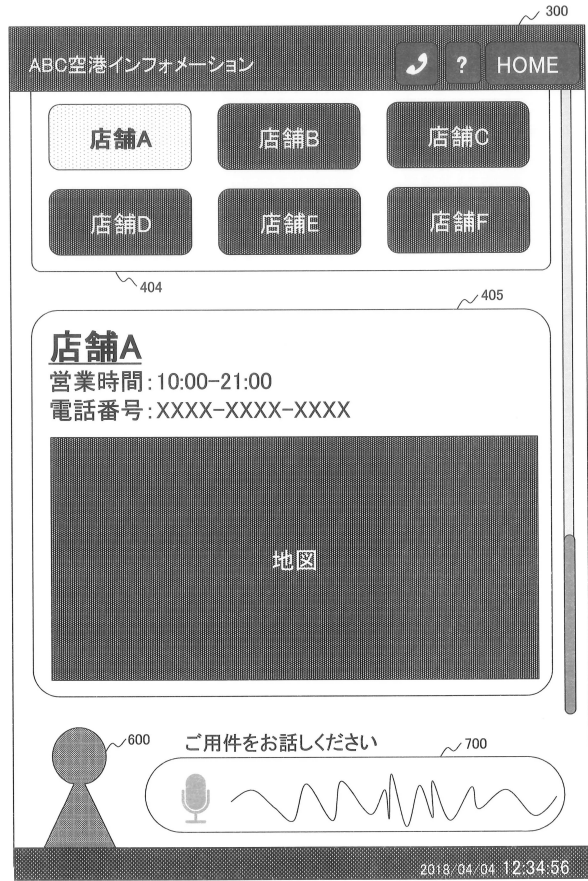 300
ABC空港インフォメーション ? HOME
店舗A 店舗B 店舗C
店舗D 店舗E 店舗F
404
405
店舗A
営業時間:10:00-21:00
電話番号:XXXX-XXXX-XXXX
地図
600 ご用件をお話しください 700
2018/04/04 12:34:56